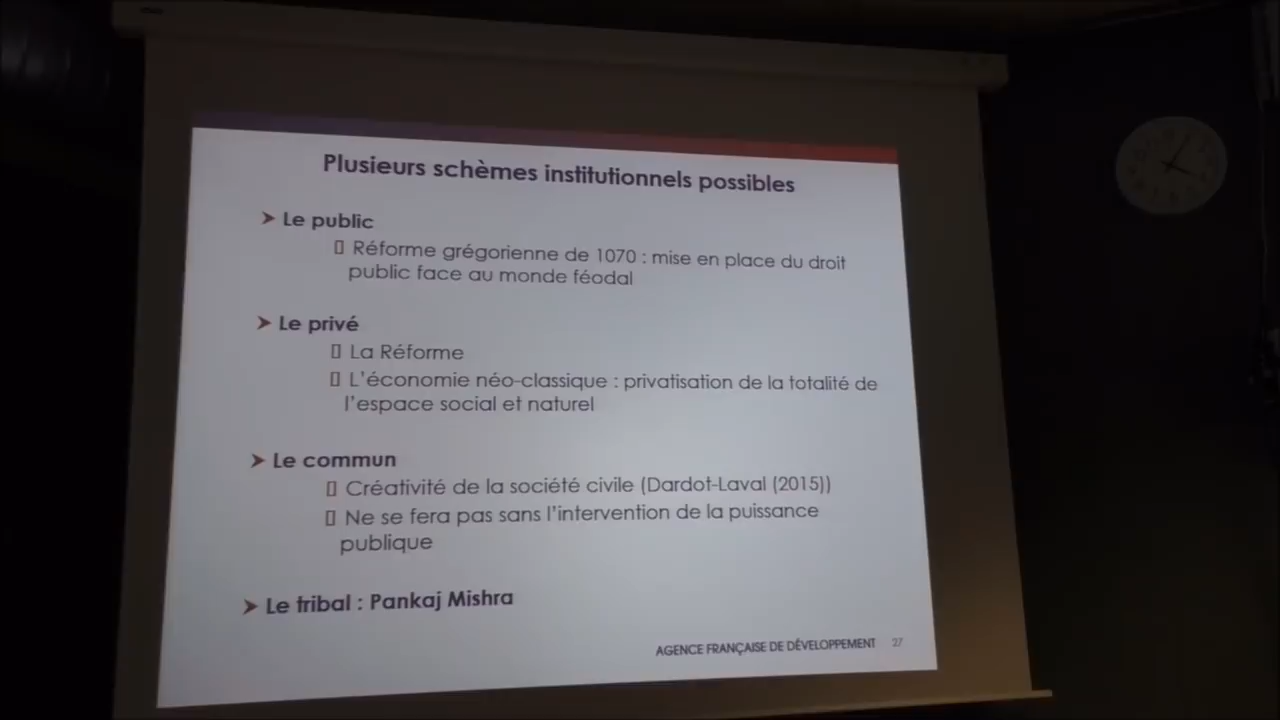 Plusieurs schèmes institutionnels possibles
➤ Le public
▯ Réforme grégorienne de 1070 : mise en place du droit
public face au monde féodal
➤ Le privé
▯ La Réforme
▯ L'économie néo-classique : privatisation de la totalité de
l'espace social et naturel
➤ Le commun
▯ Créativité de la société civile (Dardot-Laval (2015))
▯ Ne se fera pas sans l'intervention de la puissance
publique
➤ Le tribal : Pankaj Mishra
AGENCE FRANÇAISE DE DÉVELOPPEMENT 27